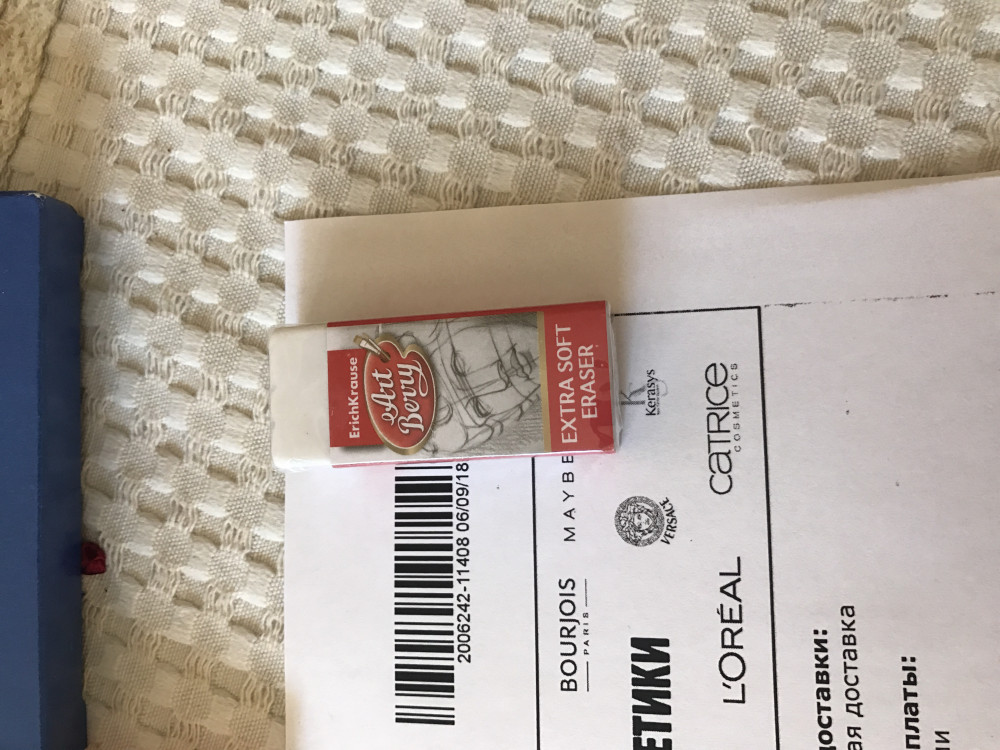 ErichKrause®
Art
Berry
EXTRA SOFT
ERASER
2006242-11408 06/09/18
BOURJOIS
PARIS
MAYBE
ЕТИКИ
VERSACE
K
Kerasys
L'ORÉAL
CATRICE
COSMETICS
оставки:
ая доставка
платы:
и